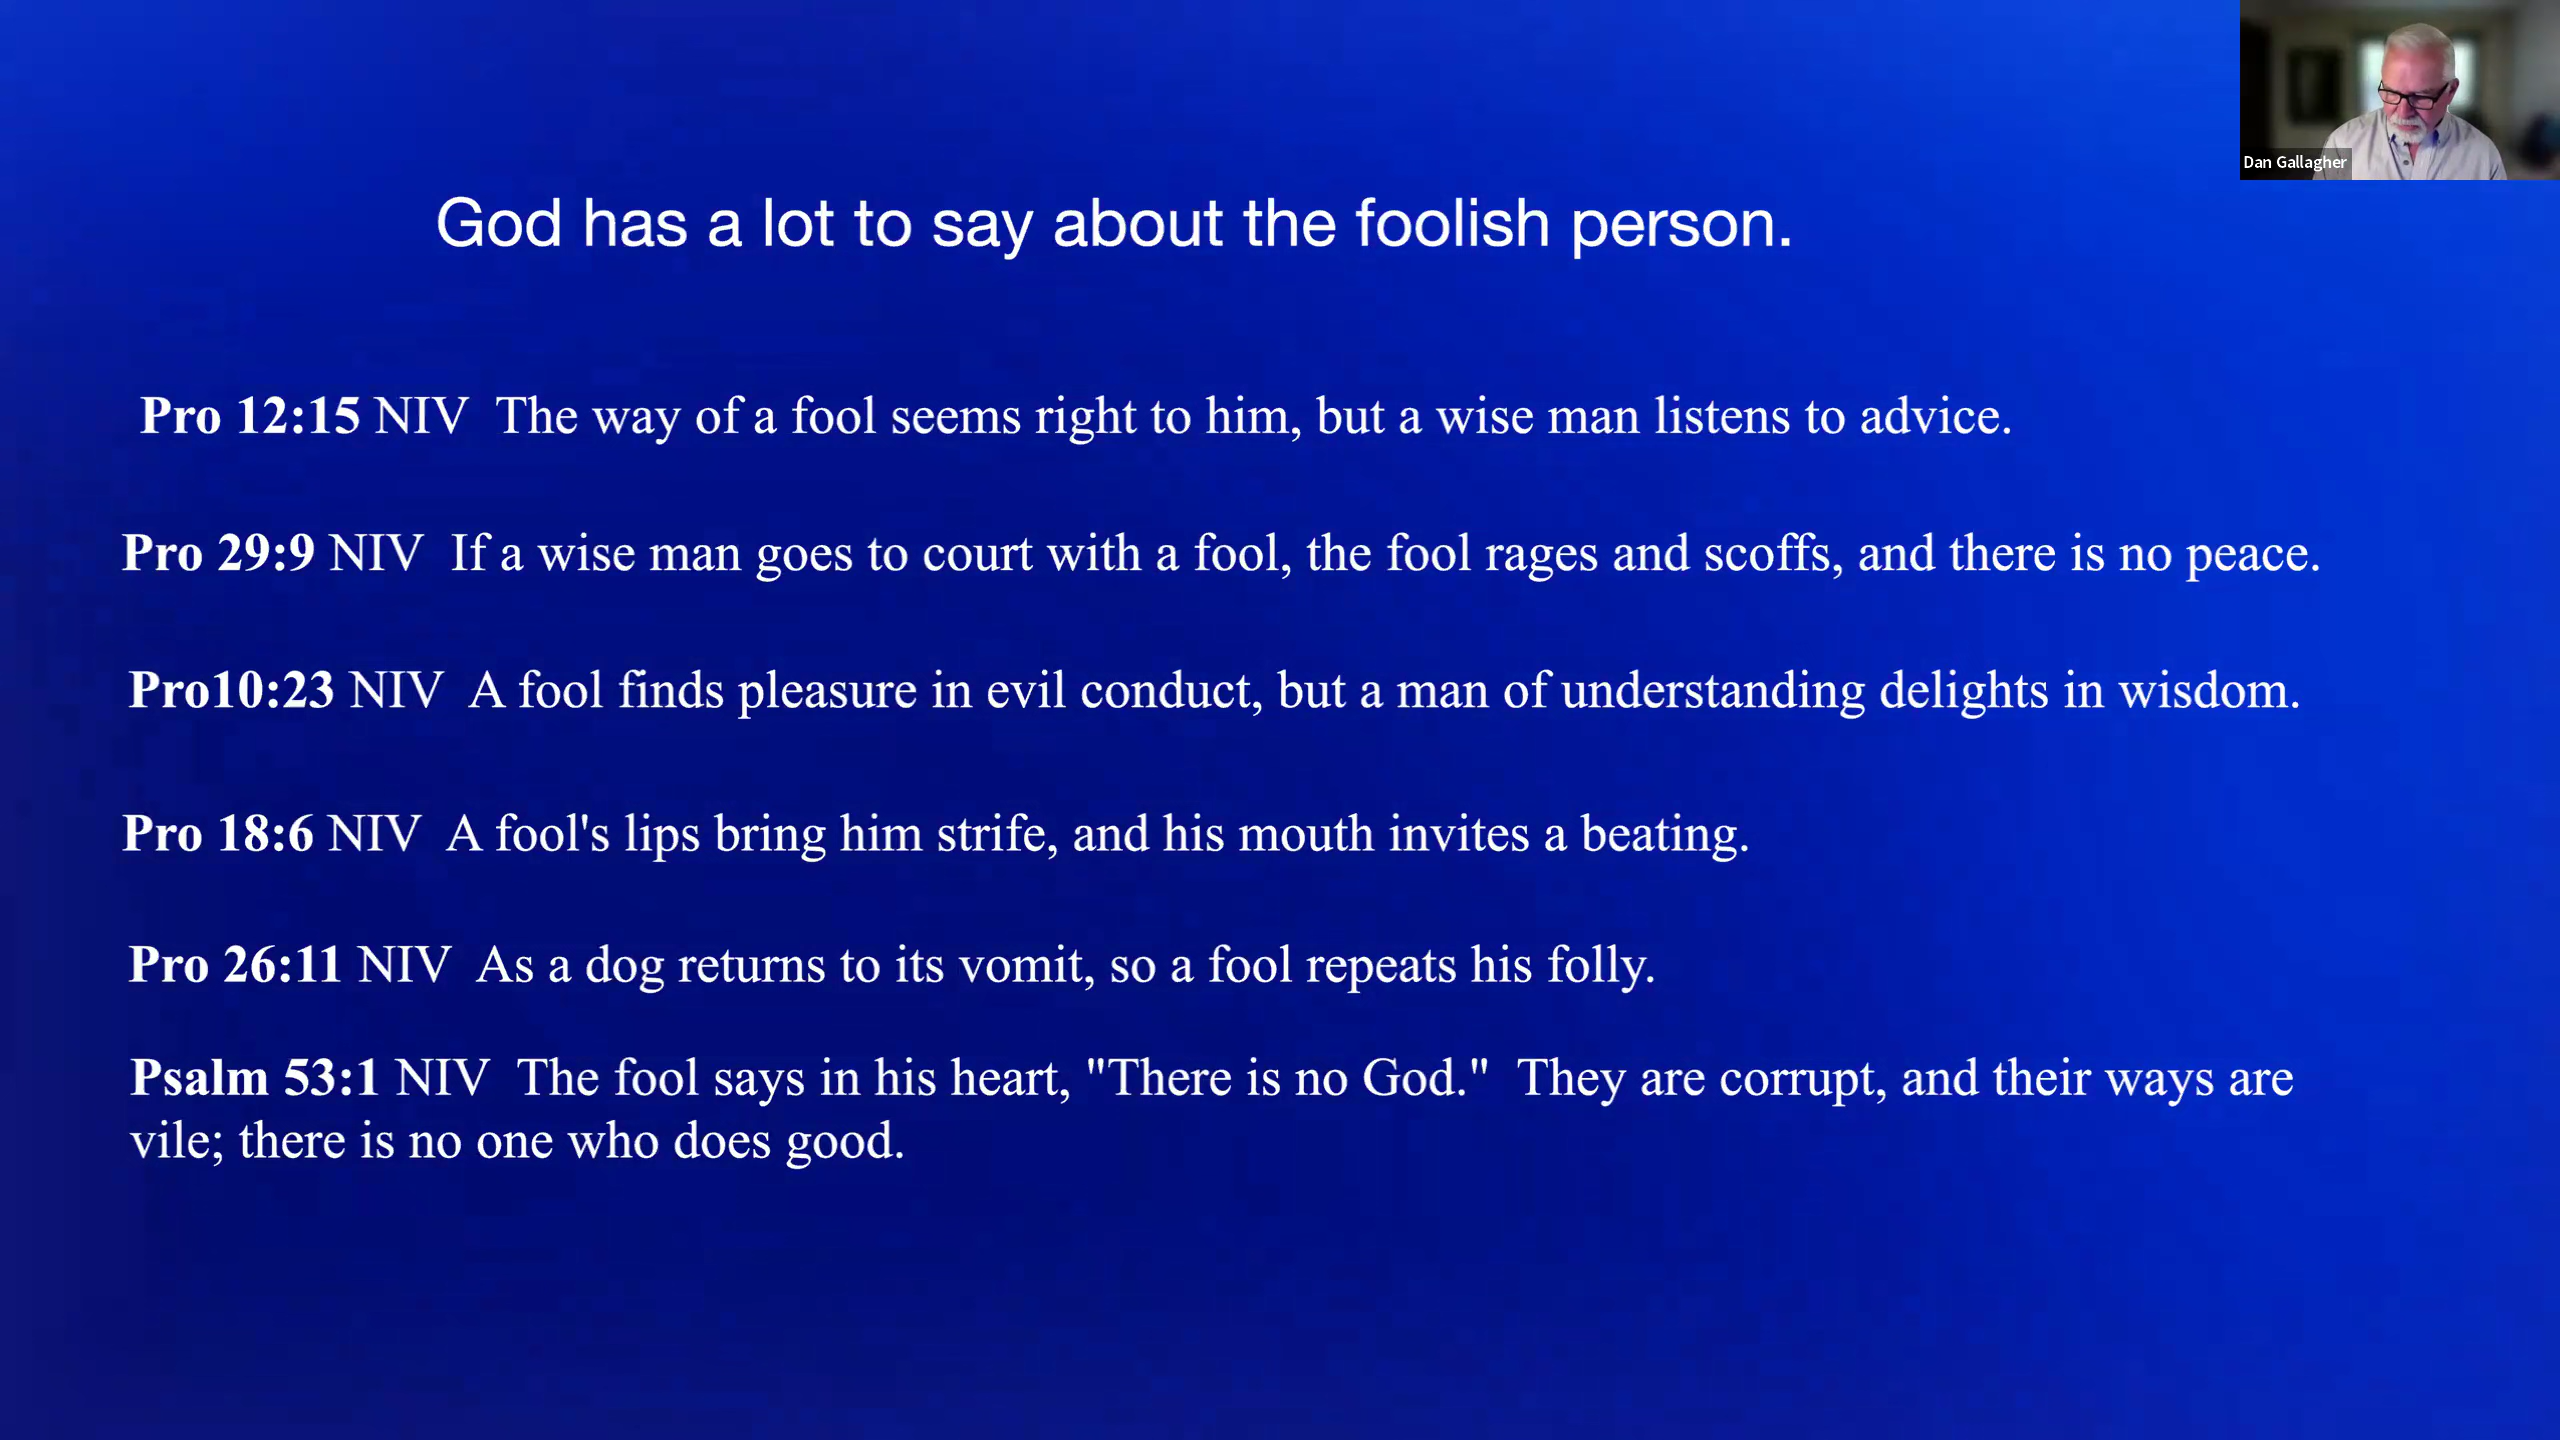 Dan Gallagher
God has a lot to say about the foolish person.
Pro 12:15 NIV  The way of a fool seems right to him, but a wise man listens to advice.
Pro 29:9 NIV  If a wise man goes to court with a fool, the fool rages and scoffs, and there is no peace.
Pro10:23 NIV  A fool finds pleasure in evil conduct, but a man of understanding delights in wisdom.
Pro 18:6 NIV  A fool's lips bring him strife, and his mouth invites a beating.
Pro 26:11 NIV  As a dog returns to its vomit, so a fool repeats his folly.
Psalm 53:1 NIV  The fool says in his heart, "There is no God."  They are corrupt, and their ways are
vile; there is no one who does good.